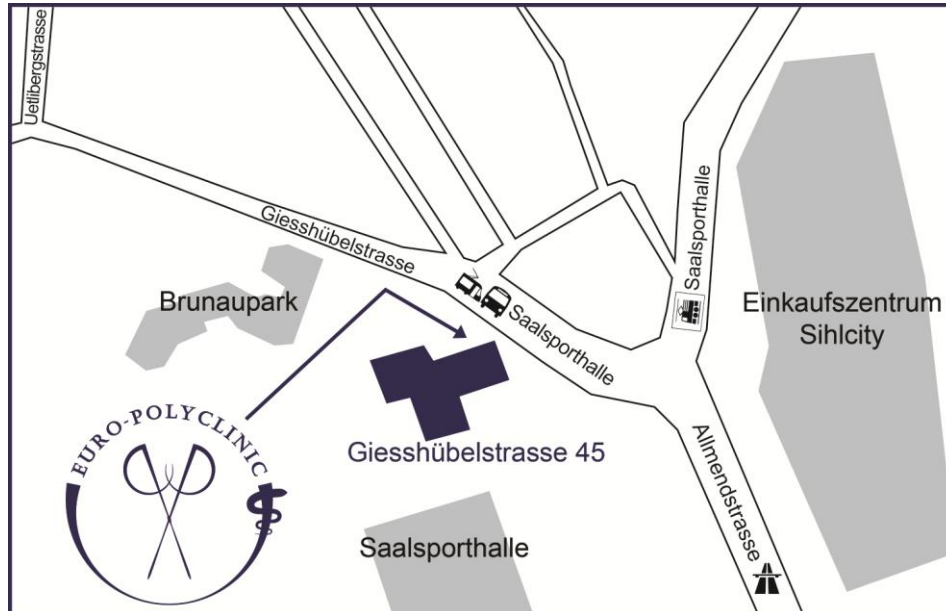 Uetlibergstrasse
Giesshübelstrasse
Saalsporthalle
Saalsporthalle
Brunaupark
Einkaufszentrum
Sihlcity
EURO-POLYCLINIC
Giesshübelstrasse 45
Allmendstrasse
Saalsporthalle